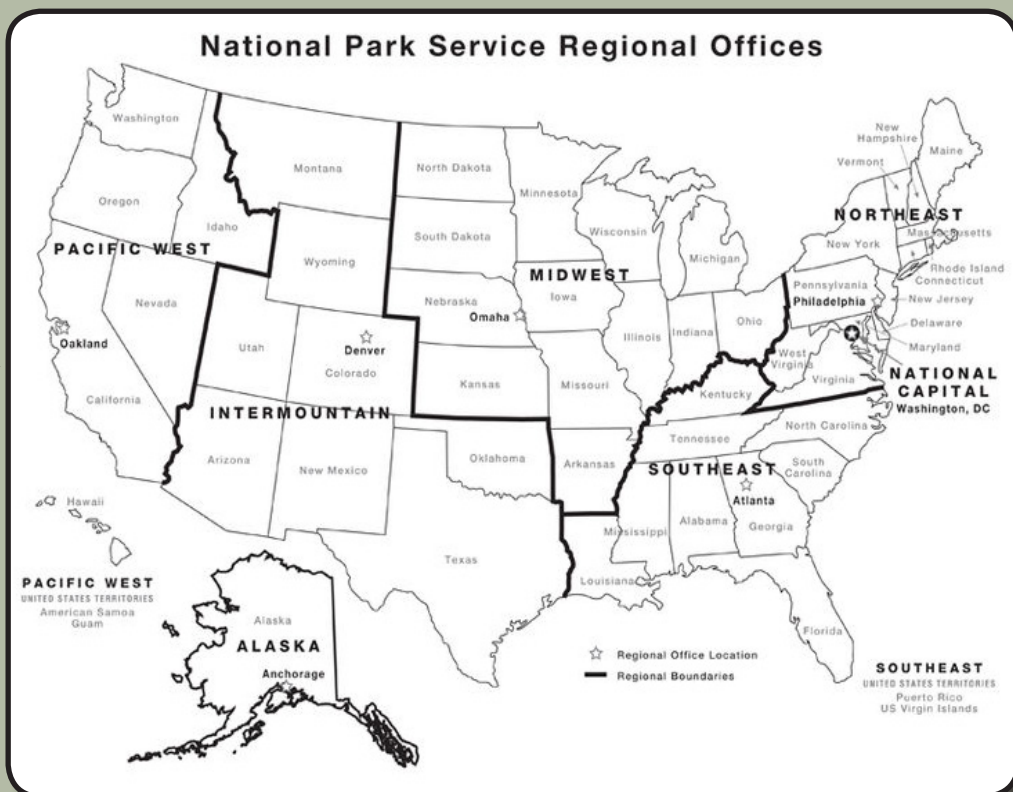 National Park Service Regional Offices
Washington
Oregon
Idaho
Montana
Wyoming
PACIFIC WEST
Nevada
Oakland
California
Utah
Denver
Colorado
INTERMOUNTAIN
Arizona
New Mexico
North Dakota
South Dakota
Nebraska
Omaha
Kansas
Minnesota
Wisconsin
Michigan
MIDWEST
Iowa
Illinois
Indiana
Ohio
Missouri
Arkansas
Oklahoma
Texas
New
Hampshire
Vermont
Maine
NORTHEAST
Massachusetts
New York
Rhode Island
Connecticut
Pennsylvania
Philadelphia
New Jersey
Delaware
Maryland
West
Virginia
Virginia
NATIONAL
CAPITAL
Washington, DC
Kentucky
Tennessee
North Carolina
South
Carolina
SOUTHEAST
Atlanta
Georgia
Mississippi
Alabama
Louisiana
Florida
Hawaii
PACIFIC WEST
UNITED STATES TERRITORIES
American Samoa
Guam
Alaska
ALASKA
Anchorage
Regional Office Location
Regional Boundaries
SOUTHEAST
UNITED STATES TERRITORIES
Puerto Rico
US Virgin Islands